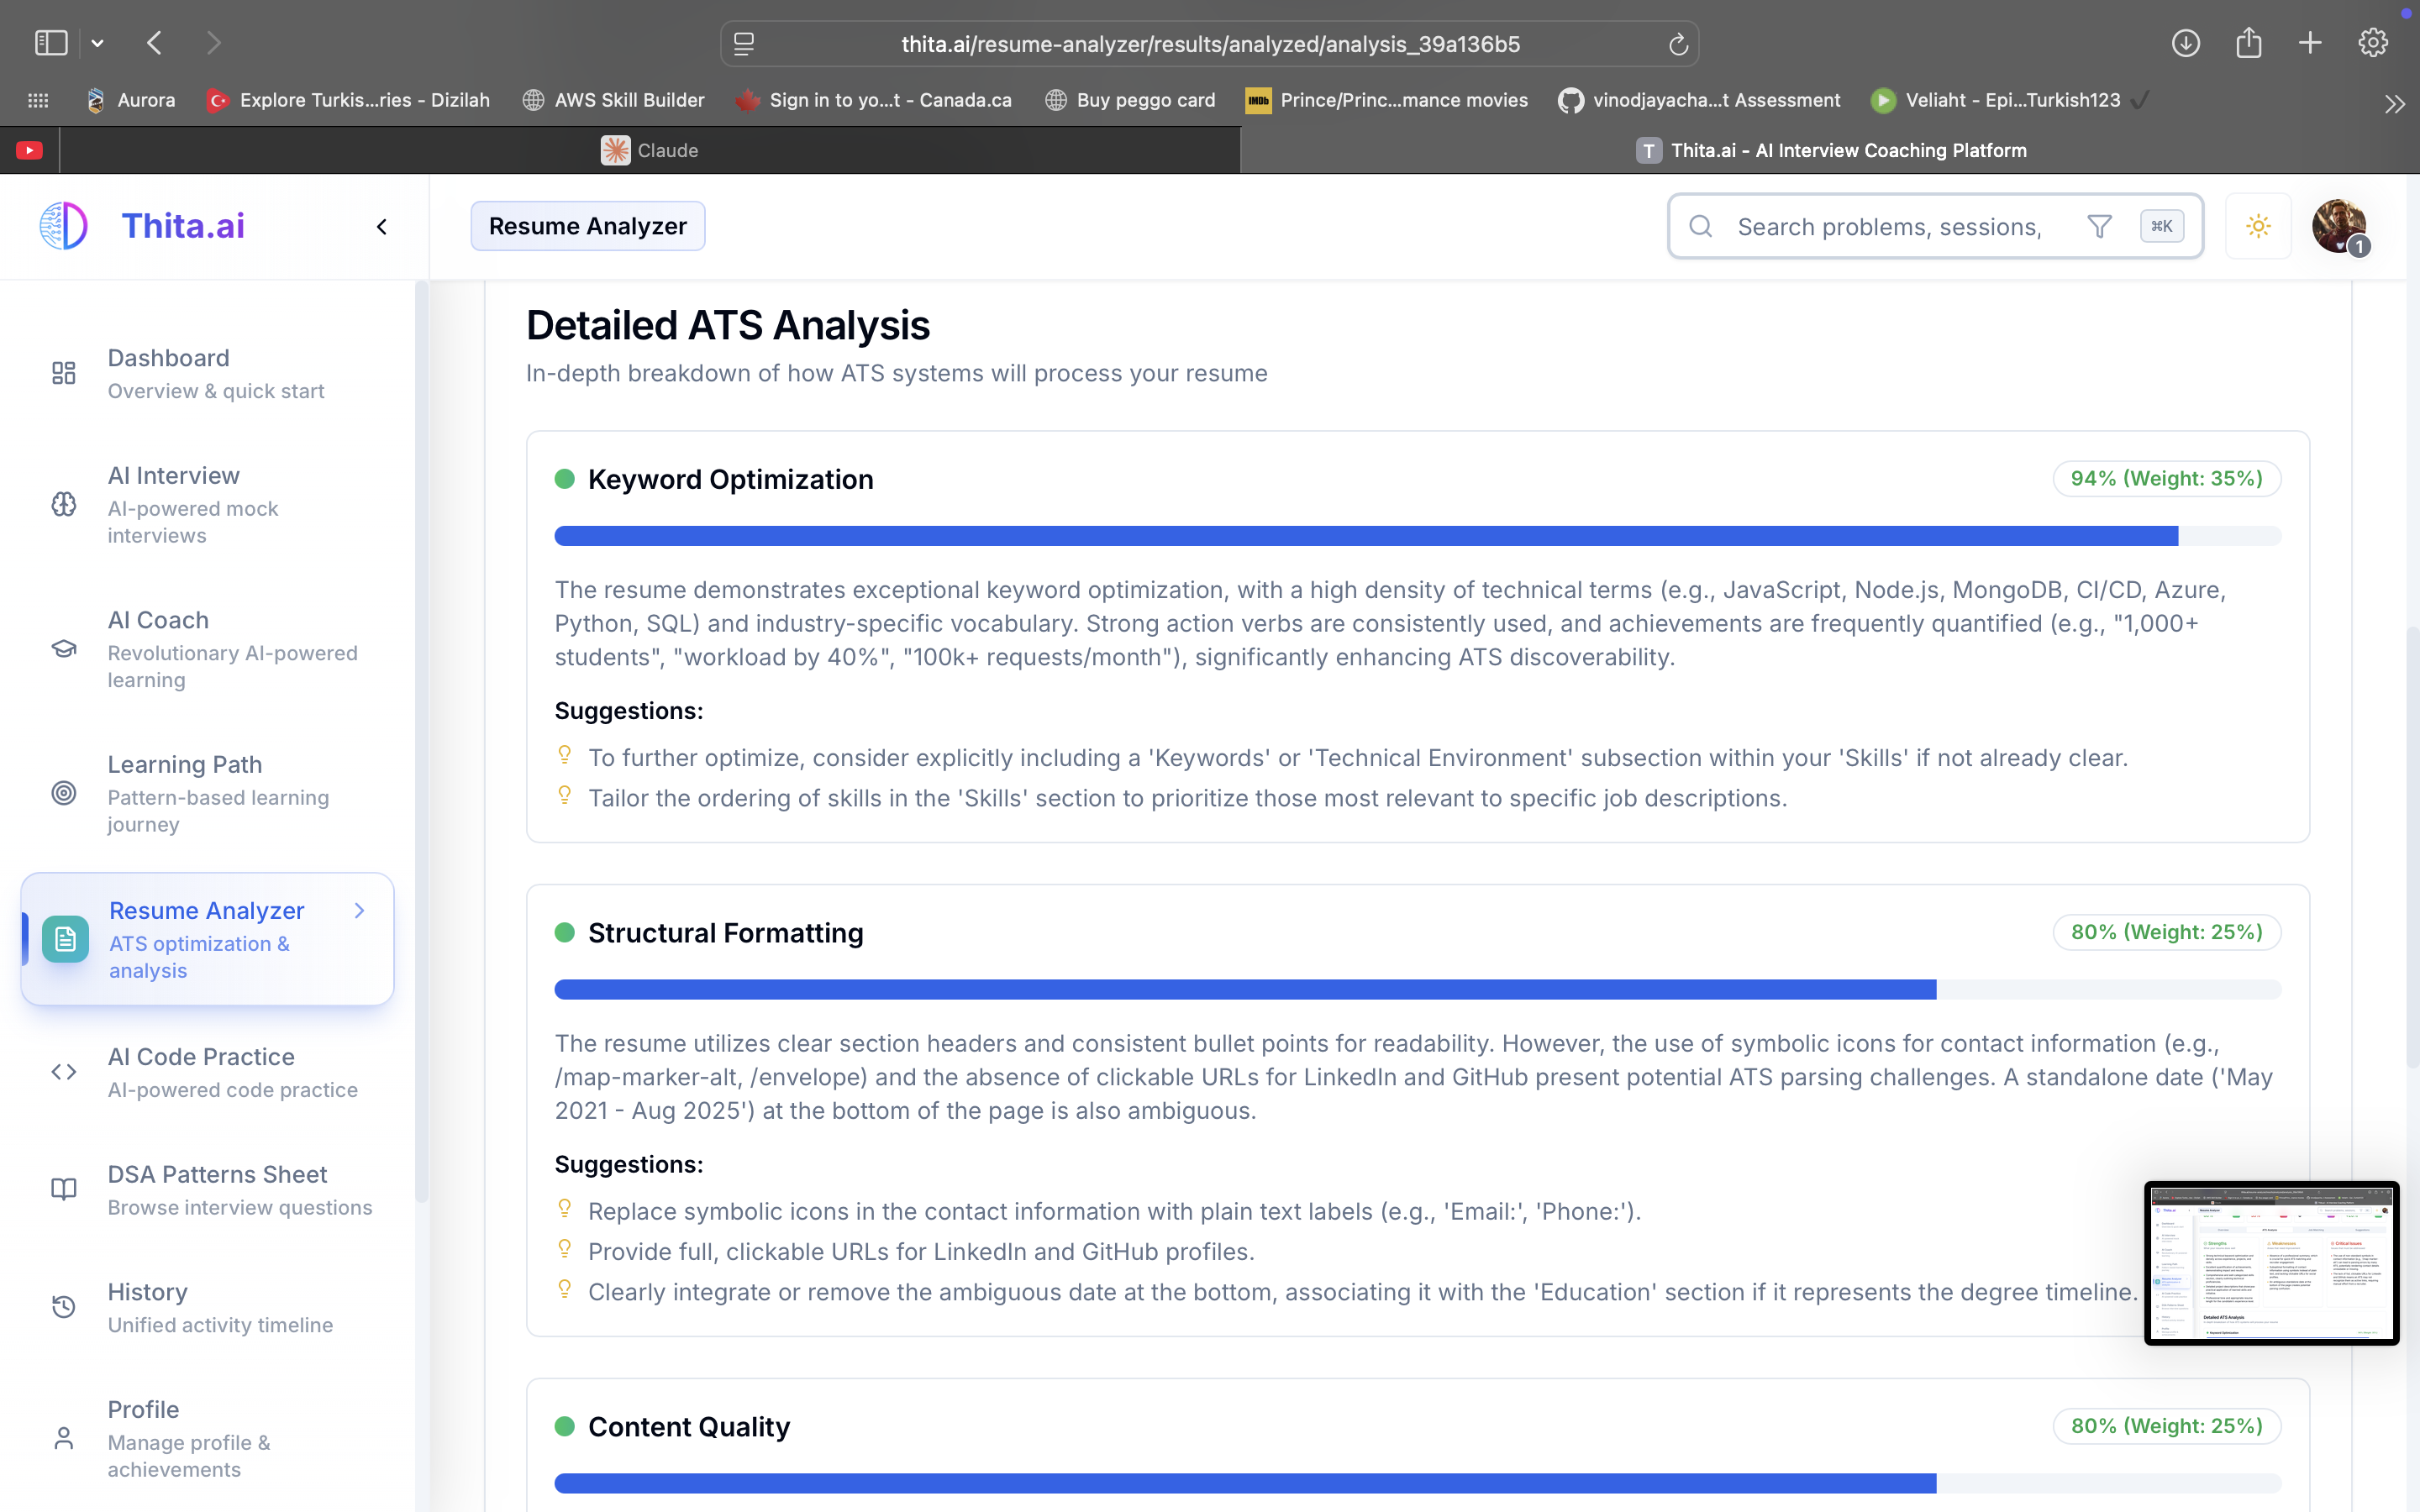 thita.ai/resume-analyzer/results/analyzed/analysis_39a136b5
Aurora
Explore Turkis...ries - Dizilah
AWS Skill Builder
Sign in to yo...t - Canada.ca
Buy peggo card
IMDb
Prince/Princ...mance movies
vinodjayacha...t Assessment
Veliaht - Epi...Turkish123 ✓
Claude
T
Thita.ai - AI Interview Coaching Platform
Thita.ai
Resume Analyzer
Search problems, sessions,
⌘K
1
Dashboard
Overview & quick start
AI Interview
AI-powered mock
interviews
AI Coach
Revolutionary AI-powered
learning
Learning Path
Pattern-based learning
journey
Resume Analyzer
ATS optimization &
analysis
AI Code Practice
AI-powered code practice
DSA Patterns Sheet
Browse interview questions
History
Unified activity timeline
Profile
Manage profile &
achievements
Detailed ATS Analysis
In-depth breakdown of how ATS systems will process your resume
Keyword Optimization
94% (Weight: 35%)
The resume demonstrates exceptional keyword optimization, with a high density of technical terms (e.g., JavaScript, Node.js, MongoDB, CI/CD, Azure,
Python, SQL) and industry-specific vocabulary. Strong action verbs are consistently used, and achievements are frequently quantified (e.g., "1,000+
students", "workload by 40%", "100k+ requests/month"), significantly enhancing ATS discoverability.
Suggestions:
To further optimize, consider explicitly including a 'Keywords' or 'Technical Environment' subsection within your 'Skills' if not already clear.
Tailor the ordering of skills in the 'Skills' section to prioritize those most relevant to specific job descriptions.
Structural Formatting
80% (Weight: 25%)
The resume utilizes clear section headers and consistent bullet points for readability. However, the use of symbolic icons for contact information (e.g.,
/map-marker-alt, /envelope) and the absence of clickable URLs for LinkedIn and GitHub present potential ATS parsing challenges. A standalone date ('May
2021 - Aug 2025') at the bottom of the page is also ambiguous.
Suggestions:
Replace symbolic icons in the contact information with plain text labels (e.g., 'Email:', 'Phone:').
Provide full, clickable URLs for LinkedIn and GitHub profiles.
Clearly integrate or remove the ambiguous date at the bottom, associating it with the 'Education' section if it represents the degree timeline.
Content Quality
80% (Weight: 25%)